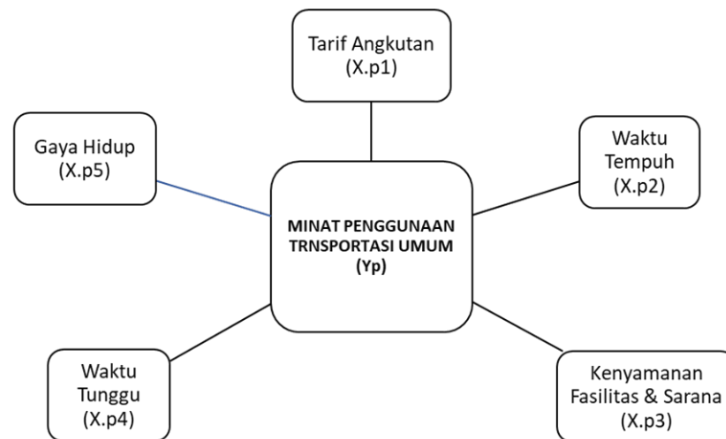 Tarif Angkutan
(X.p1)
Gaya Hidup
(X.p5)
Waktu
Tempuh
(X.p2)
MINAT PENGGUNAAN
TRNSPORTASI UMUM
(Yp)
Waktu
Tunggu
(X.p4)
Kenyamanan
Fasilitas & Sarana
(X.p3)